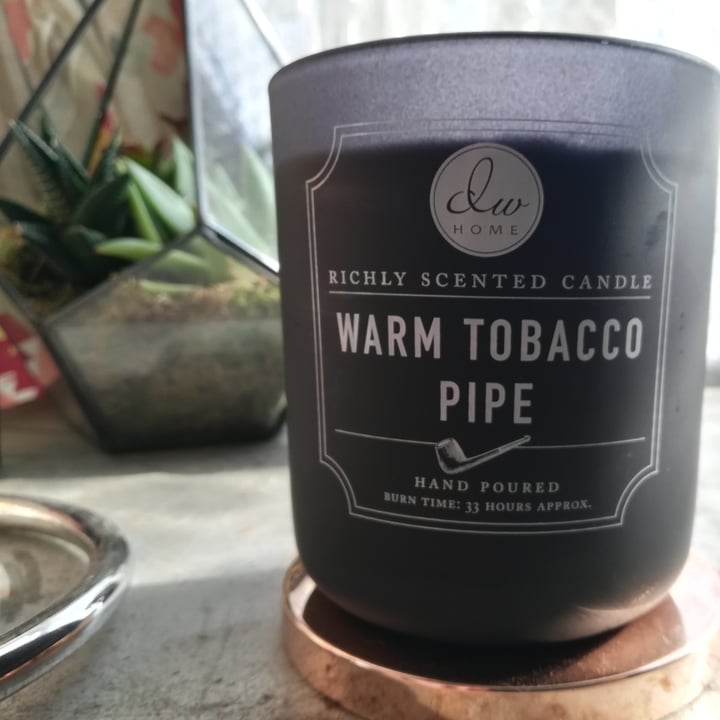 dw
HOME
RICHLY SCENTED CANDLE
WARM TOBACCO
PIPE
HAND POURED
BURN TIME: 33 HOURS APPROX.